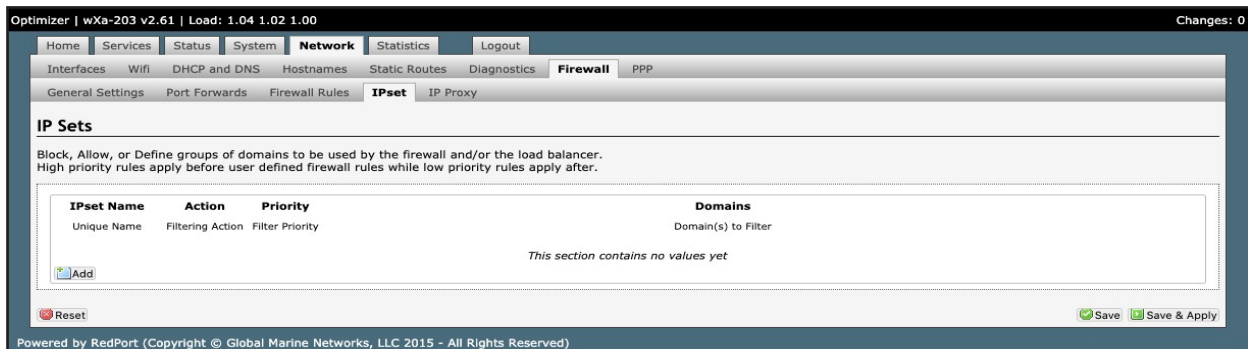 Optimizer | wXa-203 v2.61 | Load: 1.04 1.02 1.00 Changes: 0
Home Services Status System Network Statistics Logout
Interfaces Wifi DHCP and DNS Hostnames Static Routes Diagnostics Firewall PPP
General Settings Port Forwards Firewall Rules IPset IP Proxy
IP Sets
Block, Allow, or Define groups of domains to be used by the firewall and/or the load balancer.
High priority rules apply before user defined firewall rules while low priority rules apply after.
IPset Name Action Priority Domains
Unique Name Filtering Action Filter Priority Domain(s) to Filter
This section contains no values yet
Add
Reset Save Save & Apply
Powered by RedPort (Copyright © Global Marine Networks, LLC 2015 - All Rights Reserved)